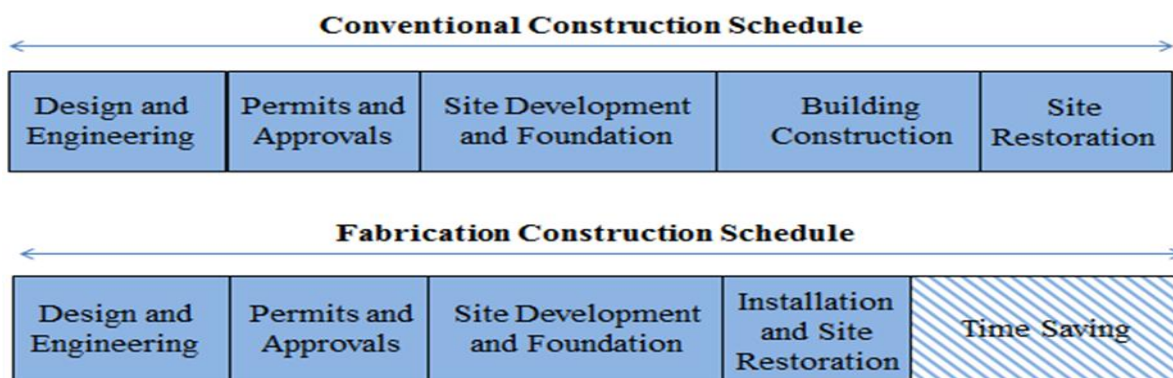 Conventional Construction Schedule
Design and
Engineering
Permits and
Approvals
Site Development
and Foundation
Building
Construction
Site
Restoration
Fabrication Construction Schedule
Design and
Engineering
Permits and
Approvals
Site Development
and Foundation
Installation
and Site
Restoration
Time Saving